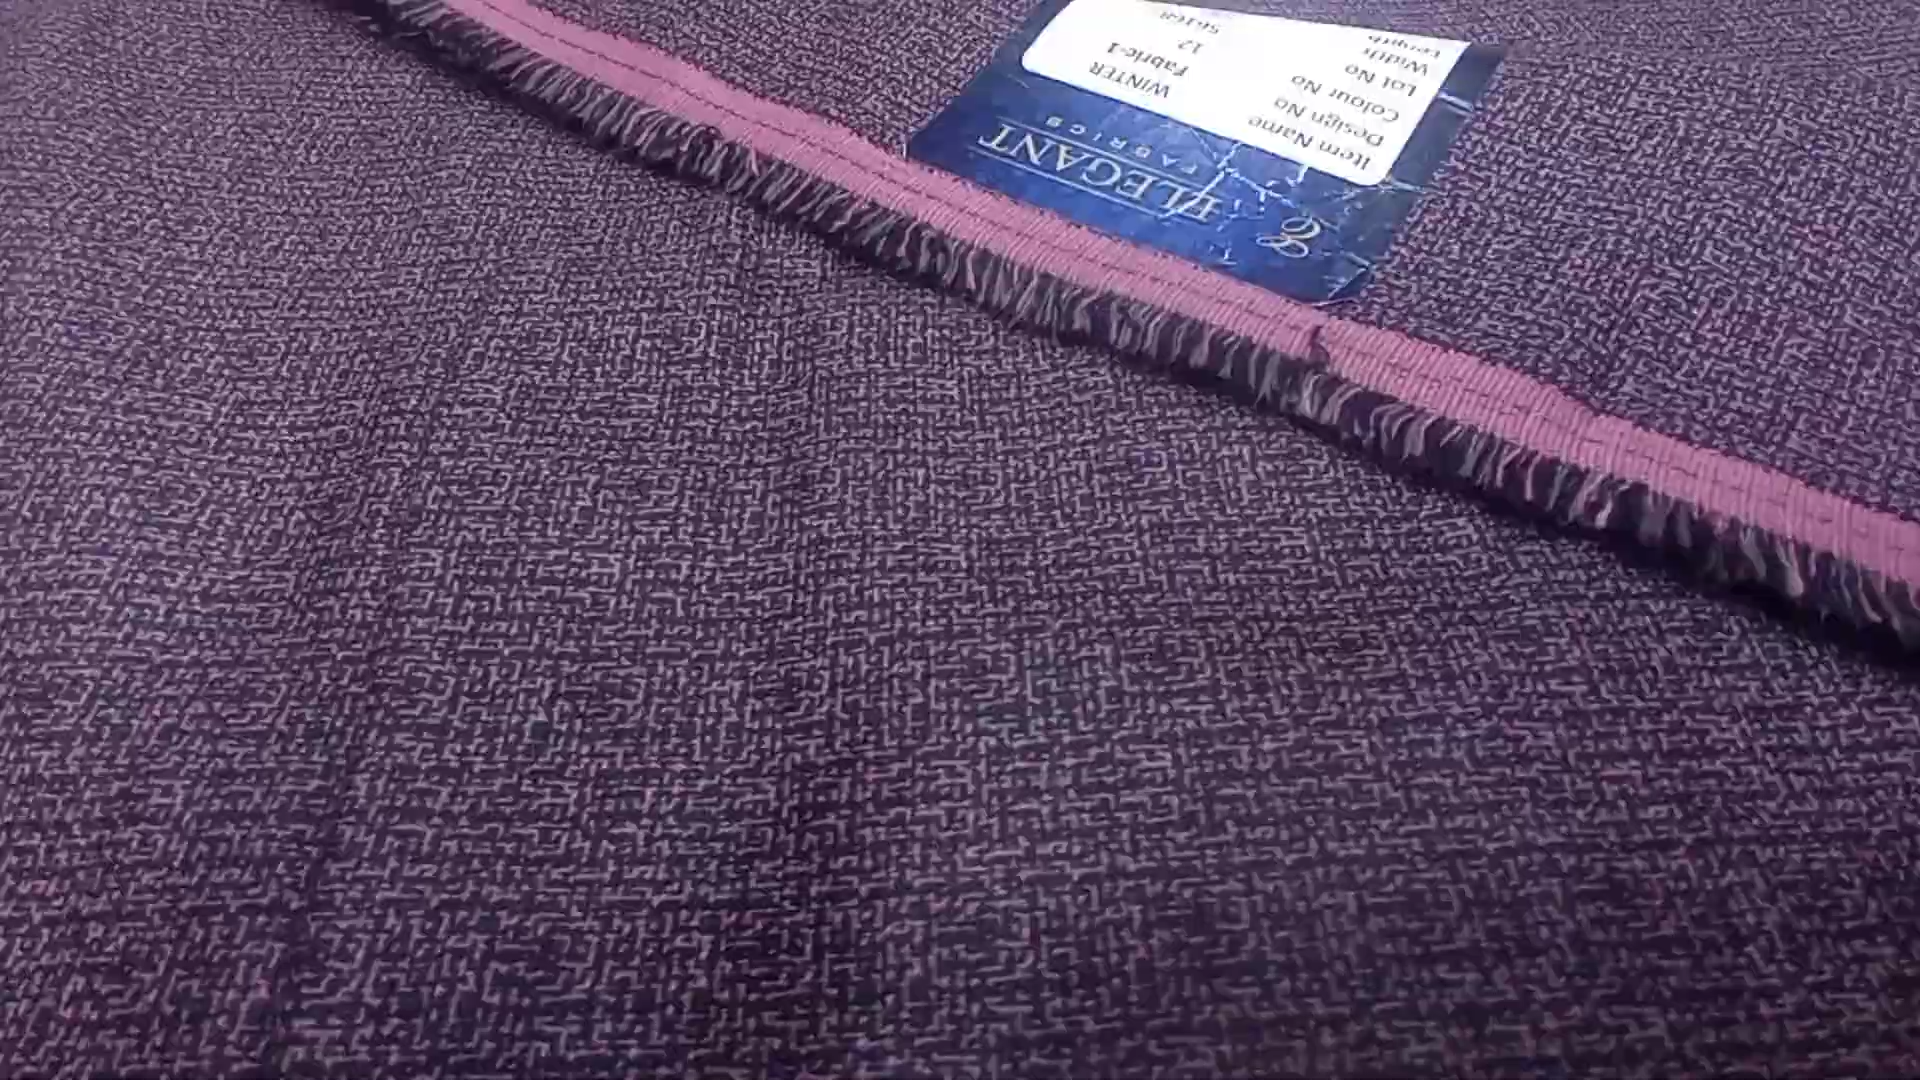 E
ELEGANT
FABRICS
Item Name WINTER
Design No Fabric-1
Colour No 12
Lot No
Width
Length